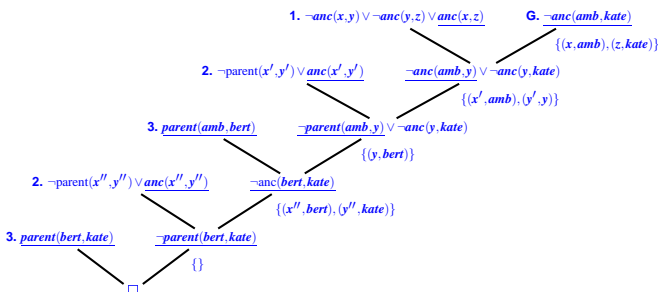 1. ¬anc(x,y)∨¬anc(y,z)∨anc(x,z) G. ¬anc(amb,kate)
{(x,amb),(z,kate)}
2. ¬parent(x′,y′)∨anc(x′,y′) ¬anc(amb,y)∨¬anc(y,kate)
{(x′,amb),(y′,y)}
3. parent(amb,bert) ¬parent(amb,y)∨¬anc(y,kate)
{(y,bert)}
2. ¬parent(x′′,y′′)∨anc(x′′,y′′) ¬anc(bert,kate)
{(x′′,bert),(y′′,kate)}
3. parent(bert,kate) ¬parent(bert,kate)
{}
□